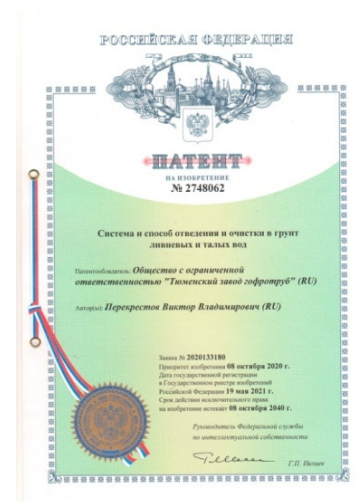 РОССИЙСКАЯ ФЕДЕРАЦИЯ
ПАТЕНТ
НА ИЗОБРЕТЕНИЕ
№ 2748062
Система и способ отведения и очистки в грунт
ливневых и талых вод
Патентообладатель: Общество с ограниченной
ответственностью "Тюменский завод гофротруб" (RU)
Автор(ы): Перекрестов Виктор Владимирович (RU)
Заявка № 2020133180
Приоритет изобретения 08 октября 2020 г.
Дата государственной регистрации
в Государственном реестре изобретений
Российской Федерации 19 мая 2021 г.
Срок действия исключительного права
на изобретение истекает 08 октября 2040 г.
Руководитель Федеральной службы
по интеллектуальной собственности
Г.П. Ивлиев